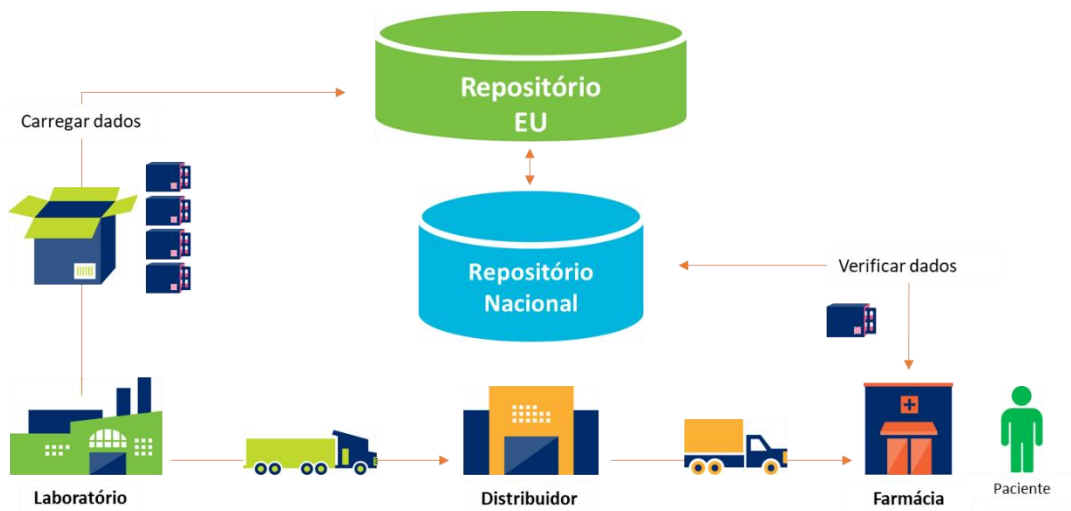 Repositório
EU
Carregar dados
Repositório
Nacional
Verificar dados
Laboratório
Distribuidor
Farmácia
Paciente